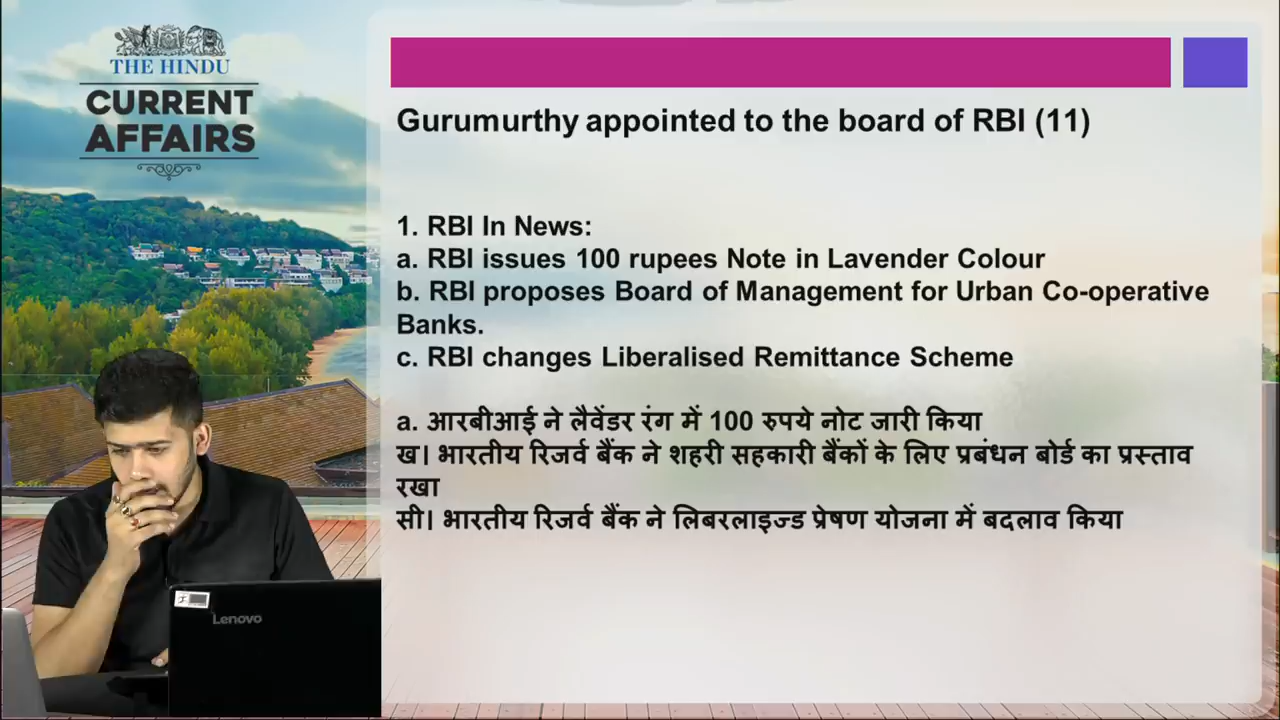 THE HINDU
CURRENT
AFFAIRS
Gurumurthy appointed to the board of RBI (11)
1. RBI In News:
a. RBI issues 100 rupees Note in Lavender Colour
b. RBI proposes Board of Management for Urban Co-operative
Banks.
c. RBI changes Liberalised Remittance Scheme
a. आरबीआई ने लैवेंडर रंग में 100 रुपये नोट जारी किया
ख। भारतीय रिजर्व बैंक ने शहरी सहकारी बैंकों के लिए प्रबंधन बोर्ड का प्रस्ताव
रखा
सी। भारतीय रिजर्व बैंक ने लिबरलाइज्ड प्रेषण योजना में बदलाव किया
Lenovo